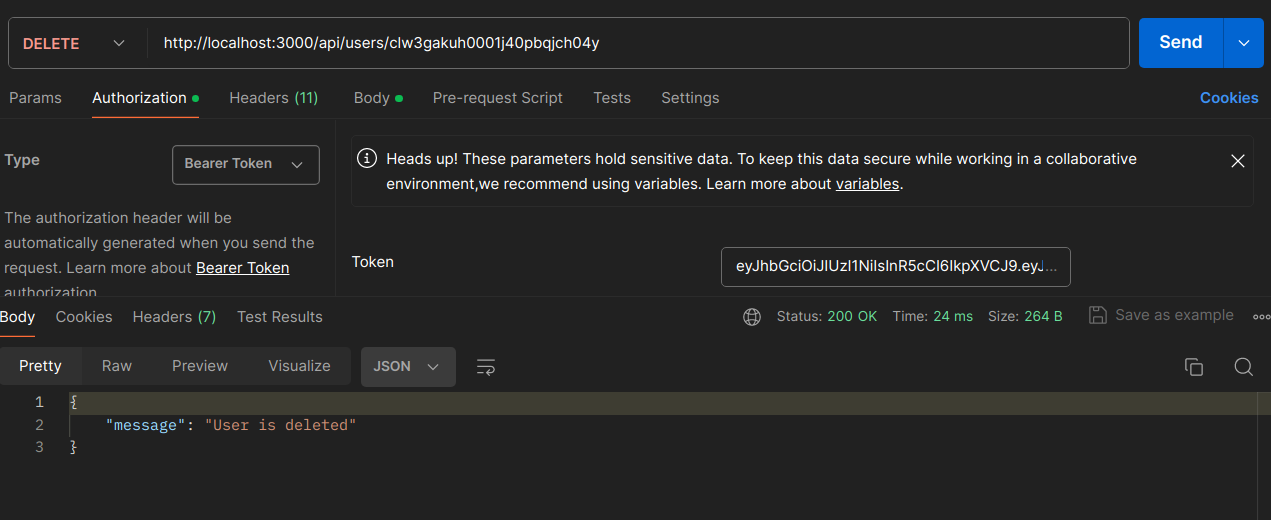 DELETE http://localhost:3000/api/users/clw3gakuh0001j40pbqjch04y Send
Params Authorization Headers (11) Body Pre-request Script Tests Settings Cookies
Type Bearer Token
The authorization header will be
automatically generated when you send the
request. Learn more about Bearer Token
authorization
Heads up! These parameters hold sensitive data. To keep this data secure while working in a collaborative
environment,we recommend using variables. Learn more about variables.
Token eyJhbGciOiJIUzI1NiIsInR5cCI6IkpXVCJ9.eyJ...
Body Cookies Headers (7) Test Results Status: 200 OK Time: 24 ms Size: 264 B Save as example
Pretty Raw Preview Visualize JSON
1 {
2 "message": "User is deleted"
3 }